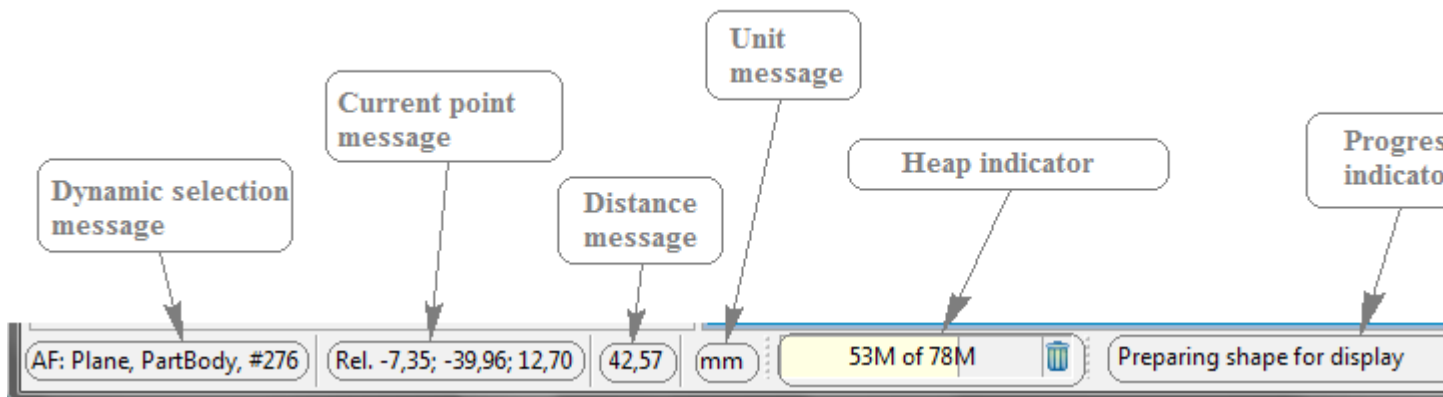 Unit
message
Current point
message
Heap indicator
Dynamic selection
message
Distance
message
AF: Plane, PartBody, #276
Rel. -7,35; -39,96; 12,70
42,57
mm
53M of 78M
Preparing shape for display